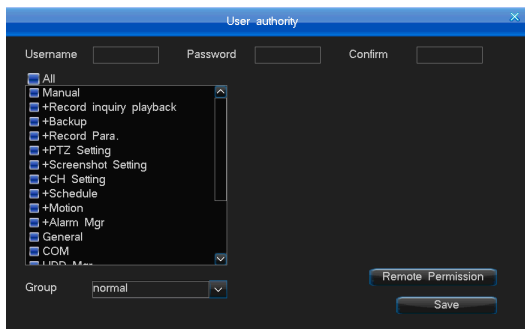 User authority
Username Password Confirm
All
Manual
+Record inquiry playback
+Backup
+Record Para.
+PTZ Setting
+Screenshot Setting
+CH Setting
+Schedule
+Motion
+Alarm Mgr
General
COM
Remote Permission
Group normal
Save